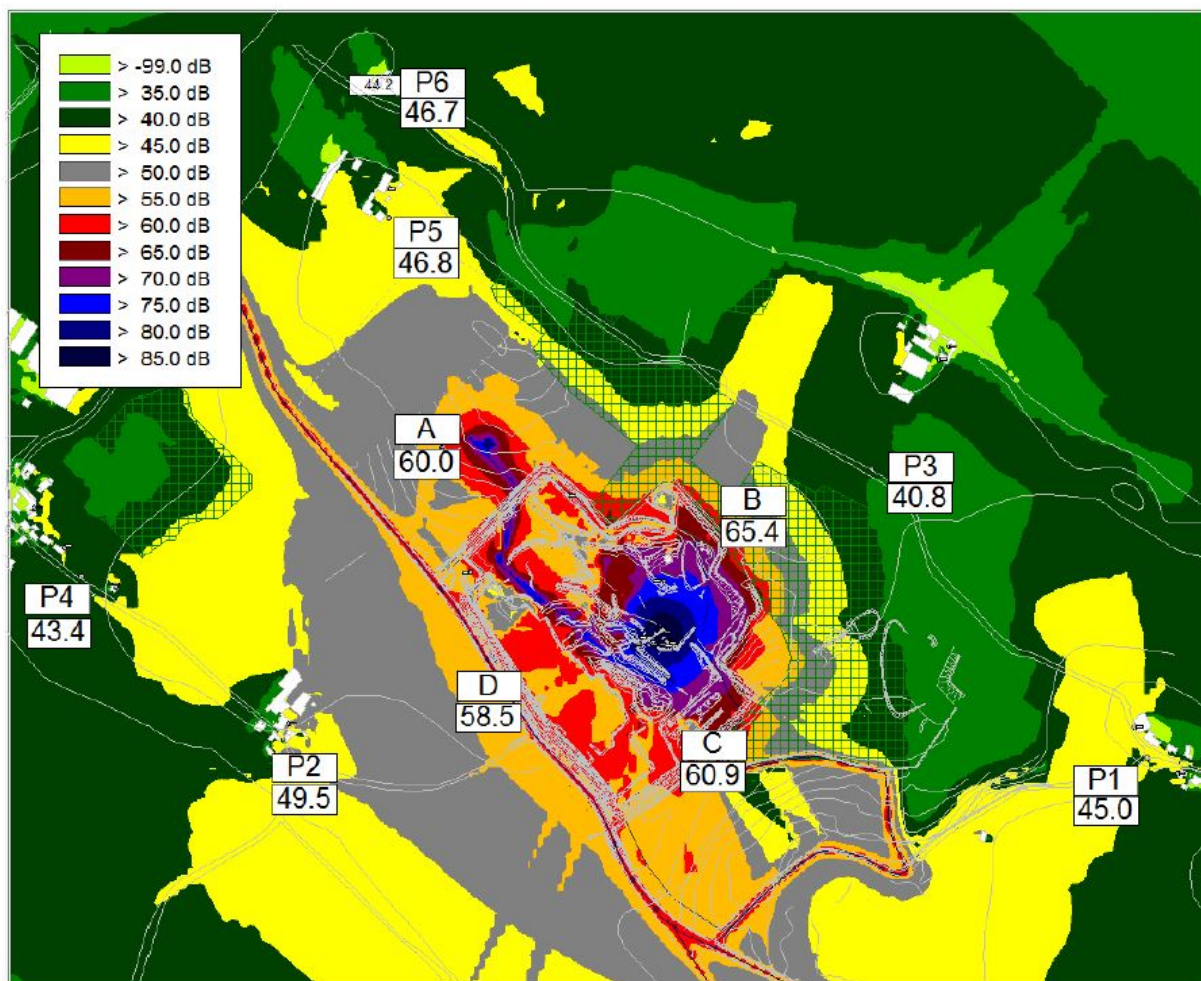 > -99.0 dB
> 35.0 dB
> 40.0 dB
> 45.0 dB
> 50.0 dB
> 55.0 dB
> 60.0 dB
> 65.0 dB
> 70.0 dB
> 75.0 dB
> 80.0 dB
> 85.0 dB
44.2
P6
46.7
P5
46.8
A
60.0
P3
40.8
B
65.4
P4
43.4
D
58.5
C
60.9
P2
49.5
P1
45.0